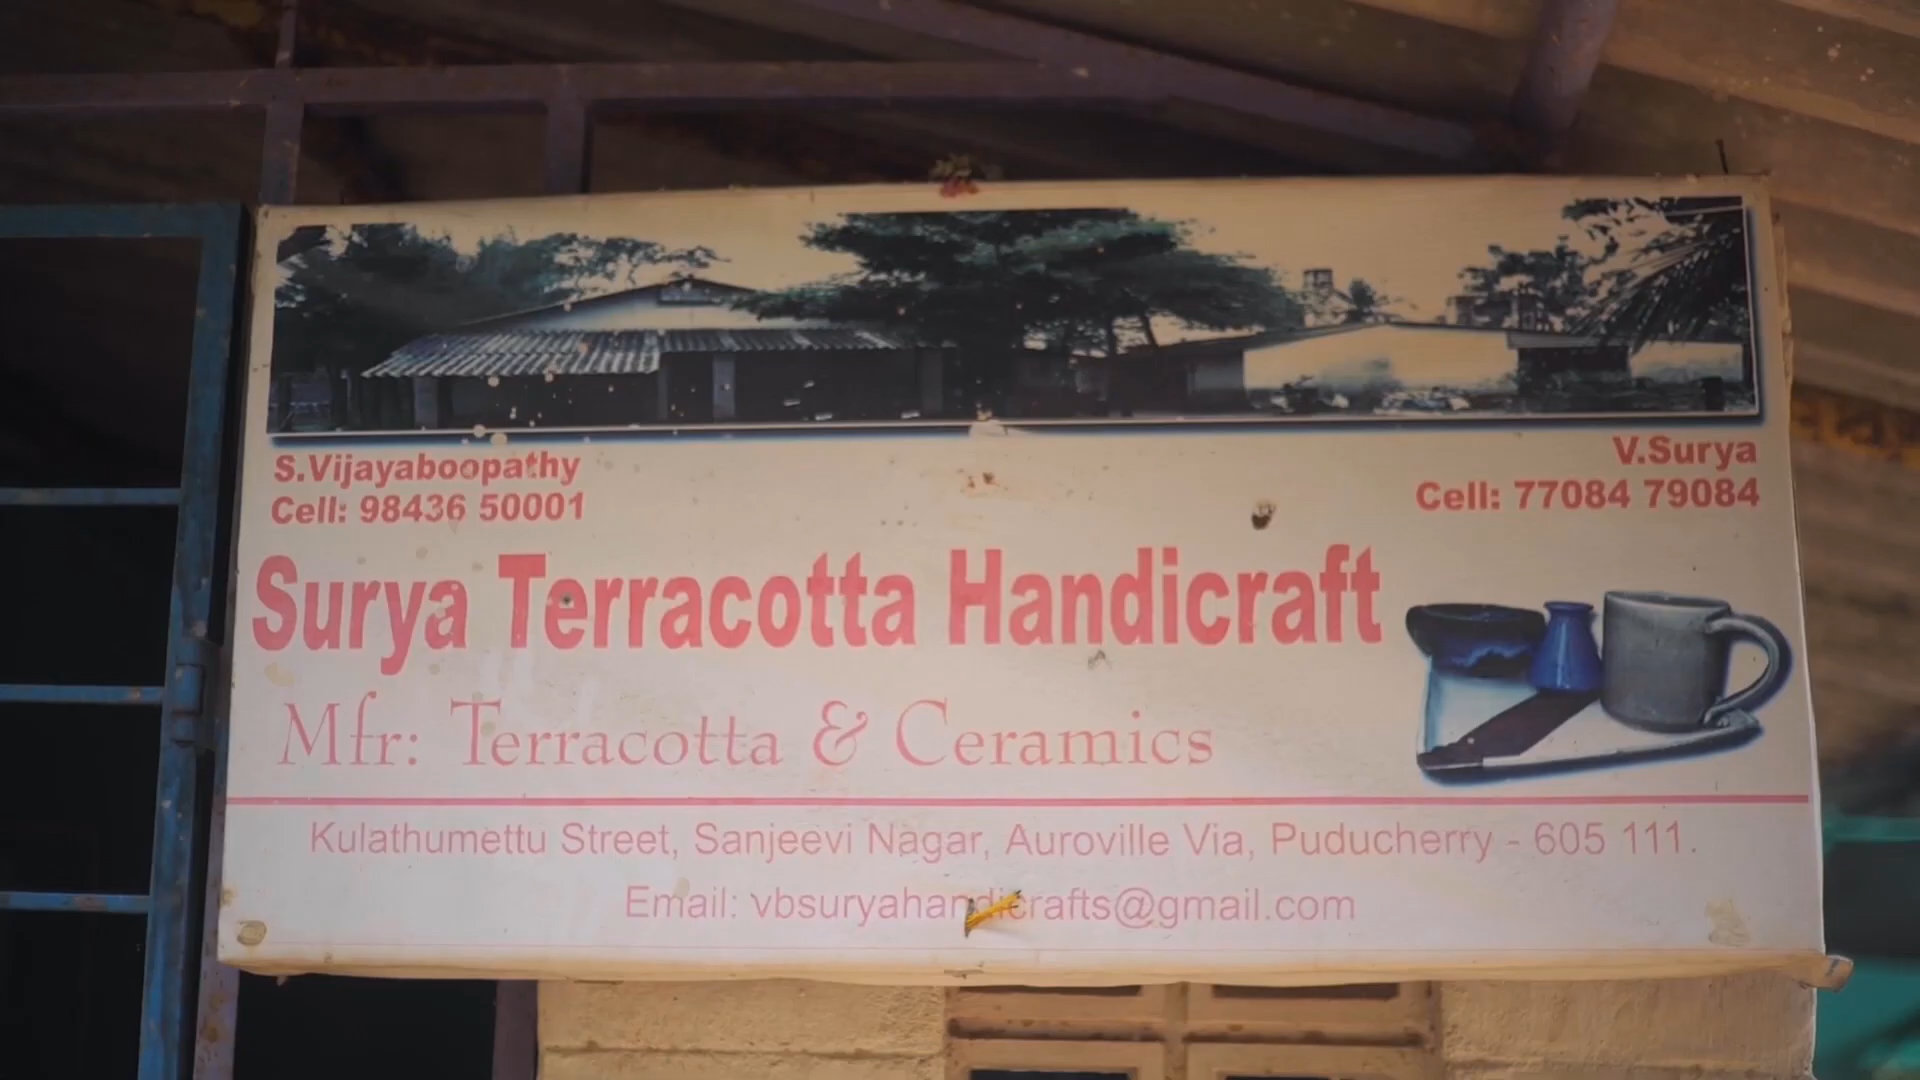 S.Vijayaboopathy
Cell: 98436 50001
V.Surya
Cell: 77084 79084
Surya Terracotta Handicraft
Mfr: Terracotta & Ceramics
Kulathumettu Street, Sanjeevi Nagar, Auroville Via, Puducherry - 605 111.
Email: vbsuryahandicrafts@gmail.com